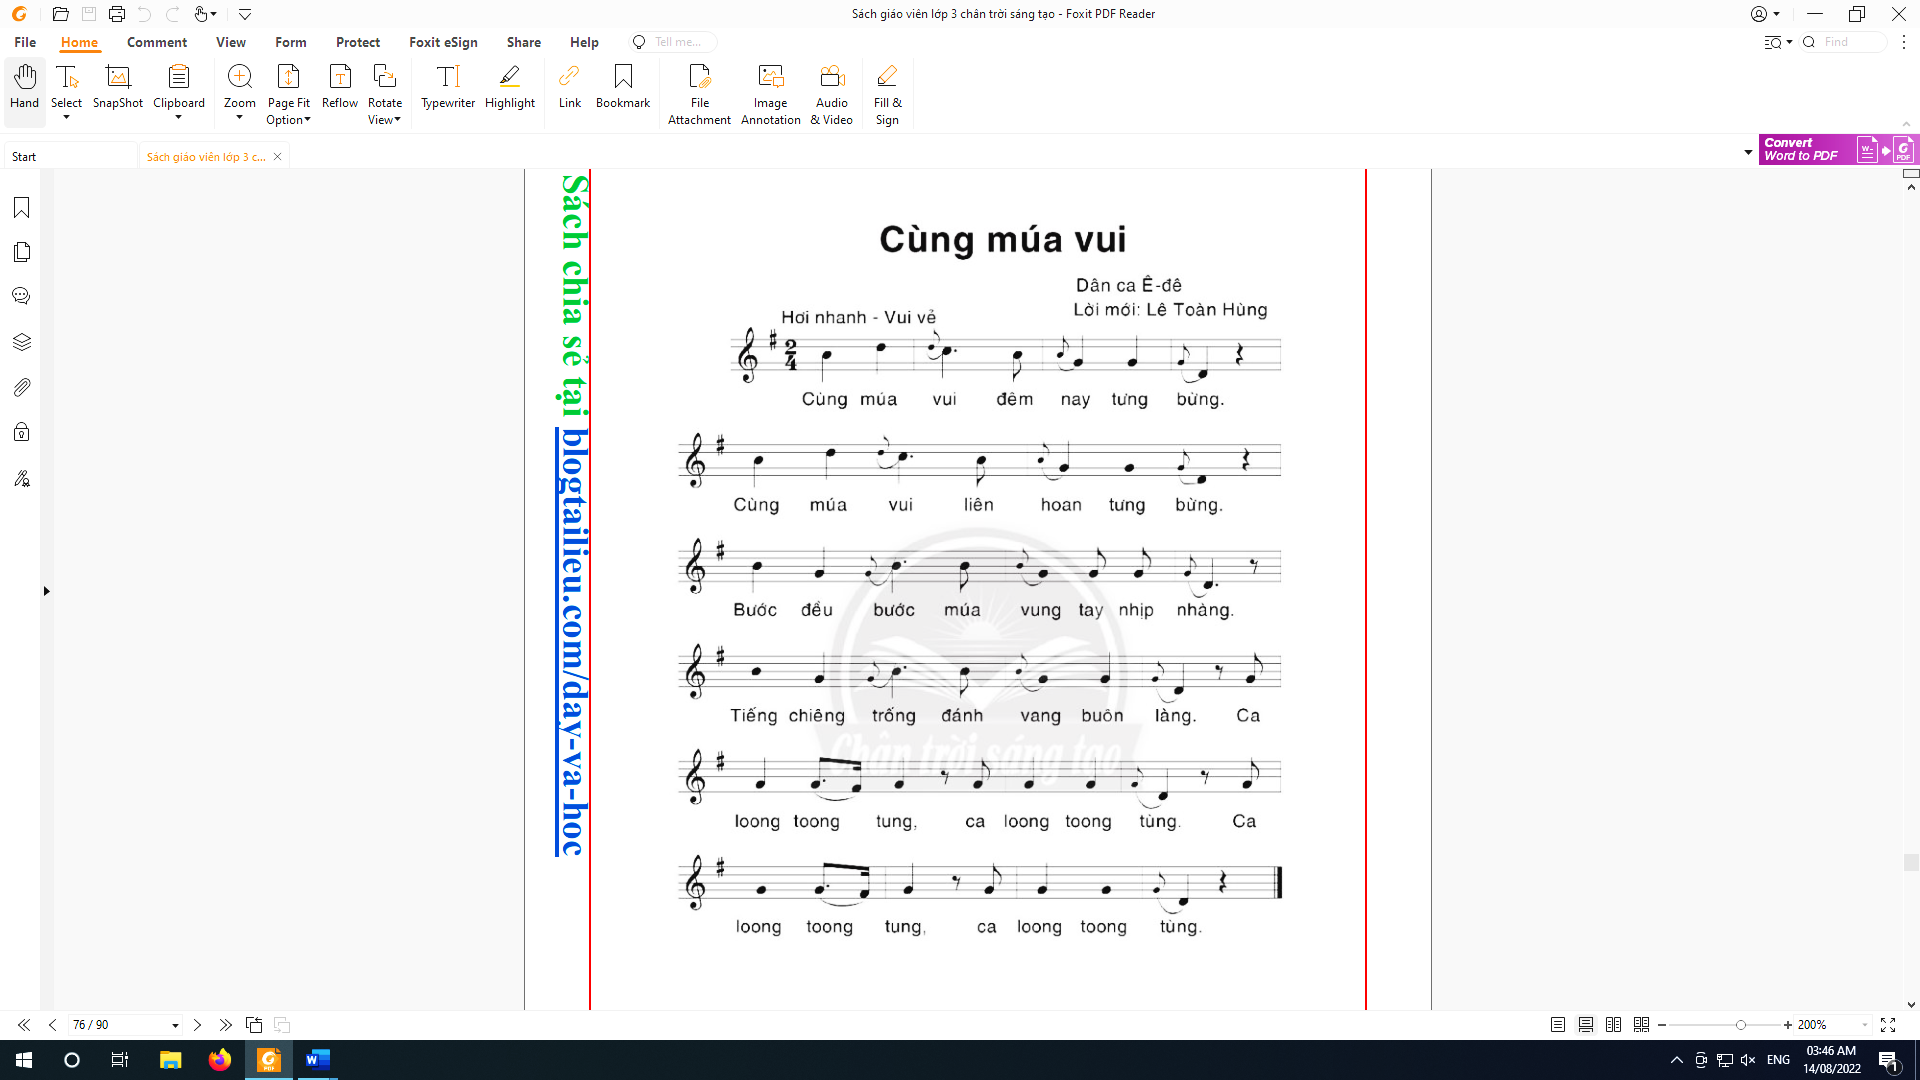 Sách giáo viên lớp 3 chân trời sáng tạo - Foxit PDF Reader
File Home Comment View Form Protect Foxit eSign Share Help Tell me... Find
Hand Select SnapShot Clipboard Zoom Page Fit Option Reflow Rotate View Typewriter Highlight Link Bookmark File Attachment Image Annotation Audio & Video Fill & Sign
Start Sách giáo viên lớp 3 c... Convert Word to PDF
Sách chia sẻ tại blogtailieu.com/day-va-hoc
Cùng múa vui
Dân ca Ê-đê
Lời mới: Lê Toàn Hùng
Hơi nhanh - Vui vẻ
2
4
Cùng múa vui đêm nay tưng bừng.
Cùng múa vui liên hoan tưng bừng.
Bước đều bước múa vung tay nhịp nhàng.
Tiếng chiêng trống đánh vang buôn làng. Ca
Chân trời sáng tạo
loong toong tung, ca loong toong tùng. Ca
loong toong tung, ca loong toong tùng.
76 / 90 200%
ENG 03:46 AM
14/08/2022 1